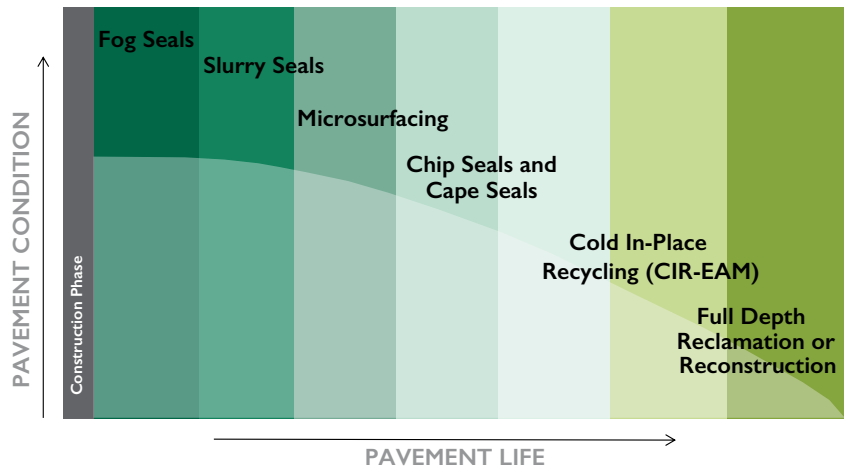 Fog Seals
Slurry Seals
Microsurfacing
Chip Seals and
Cape Seals
Cold In-Place
Recycling (CIR-EAM)
Full Depth
Reclamation or
Reconstruction
Construction Phase
PAVEMENT CONDITION
PAVEMENT LIFE